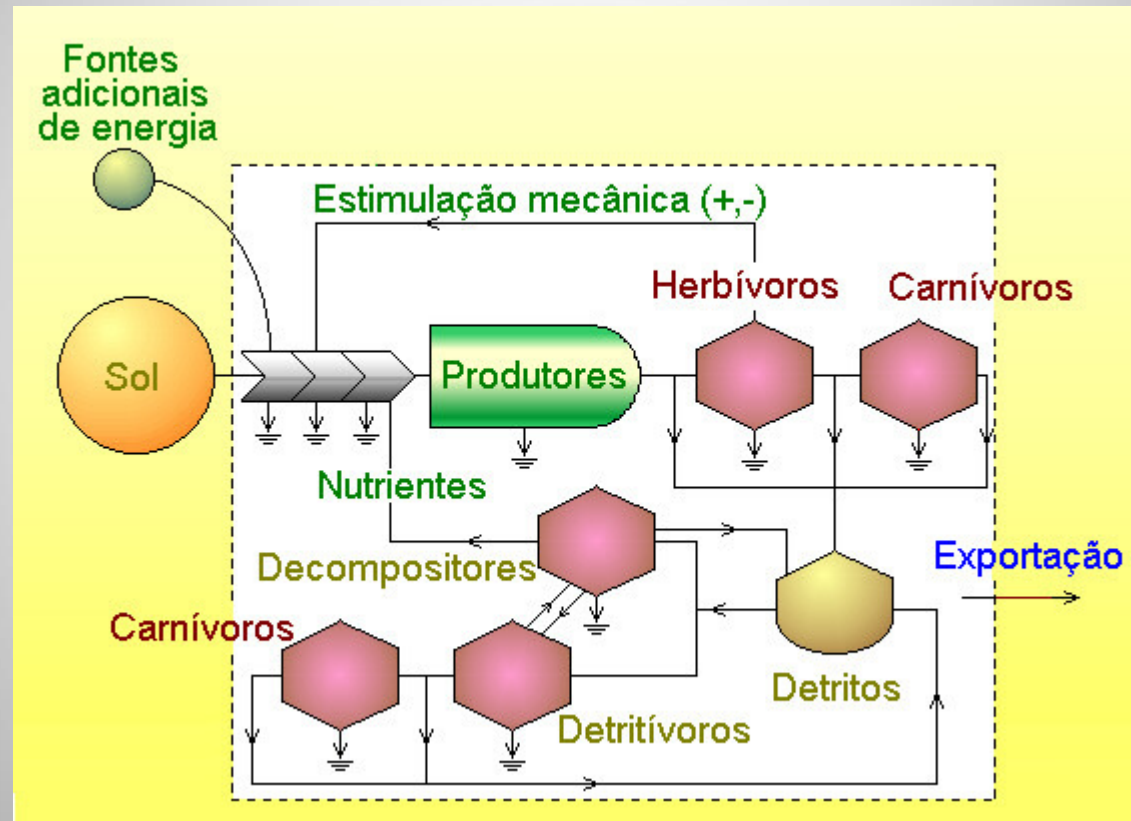 Fontes
adicionais
de energia
Estimulação mecânica (+,-)
Herbívoros
Carnívoros
Sol
Produtores
Nutrientes
Decompositores
Exportação
Carnívoros
Detritos
Detritívoros